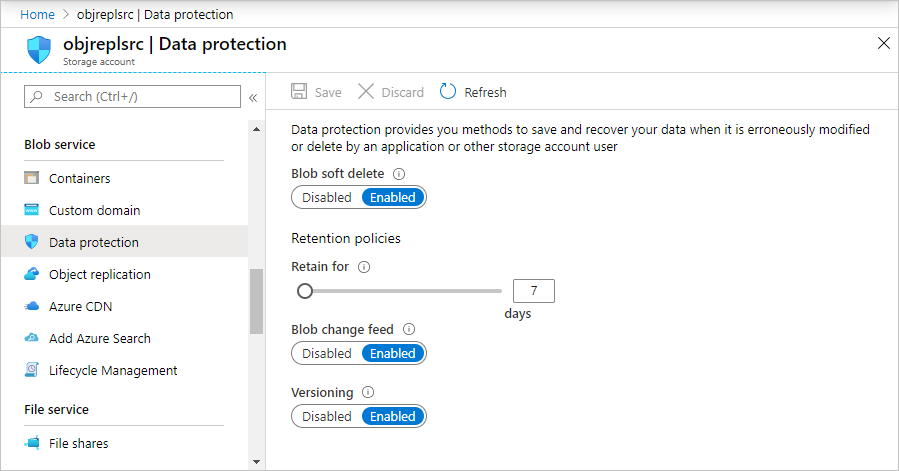 Home > objreplsrc | Data protection
objreplsrc | Data protection
Storage account
Search (Ctrl+/)
«
Blob service
Containers
Custom domain
Data protection
Object replication
Azure CDN
Add Azure Search
Lifecycle Management
File service
File shares
Save Discard Refresh
Data protection provides you methods to save and recover your data when it is erroneously modified
or delete by an application or other storage account user
Blob soft delete
Disabled Enabled
Retention policies
Retain for
7
days
Blob change feed
Disabled Enabled
Versioning
Disabled Enabled